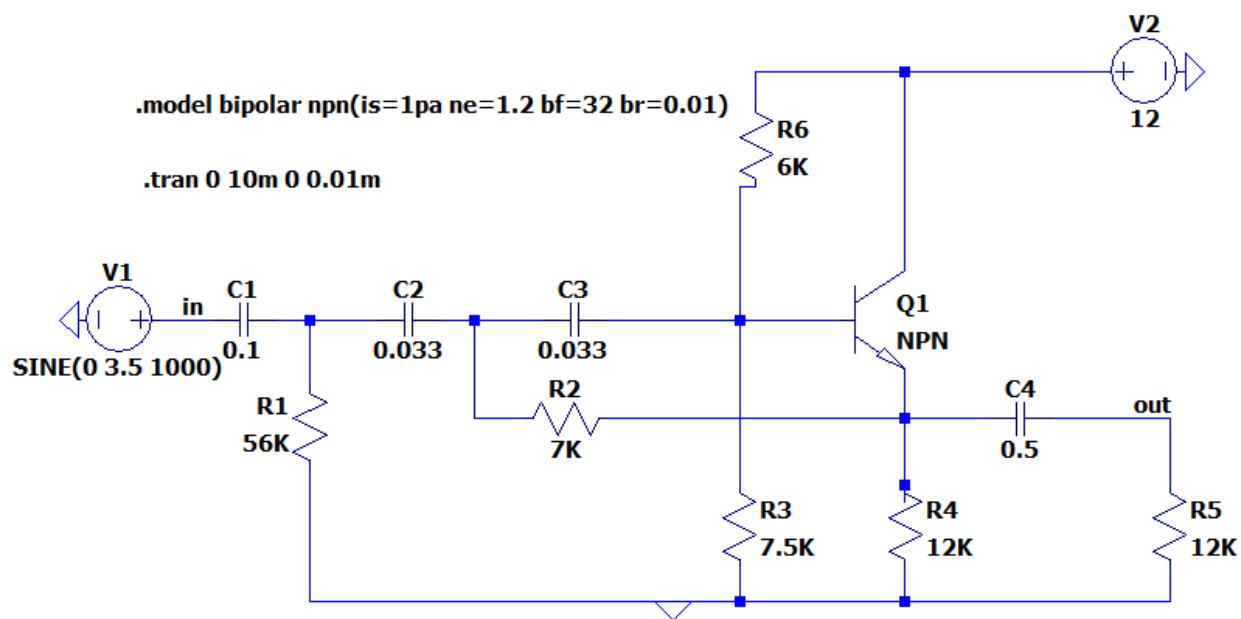 V2
12
.model bipolar npn(is=1pa ne=1.2 bf=32 br=0.01)
R6
6K
.tran 0 10m 0 0.01m
V1
in
SINE(0 3.5 1000)
C1
0.1
C2
0.033
C3
0.033
Q1
NPN
R1
56K
R2
7K
C4
0.5
out
R3
7.5K
R4
12K
R5
12K